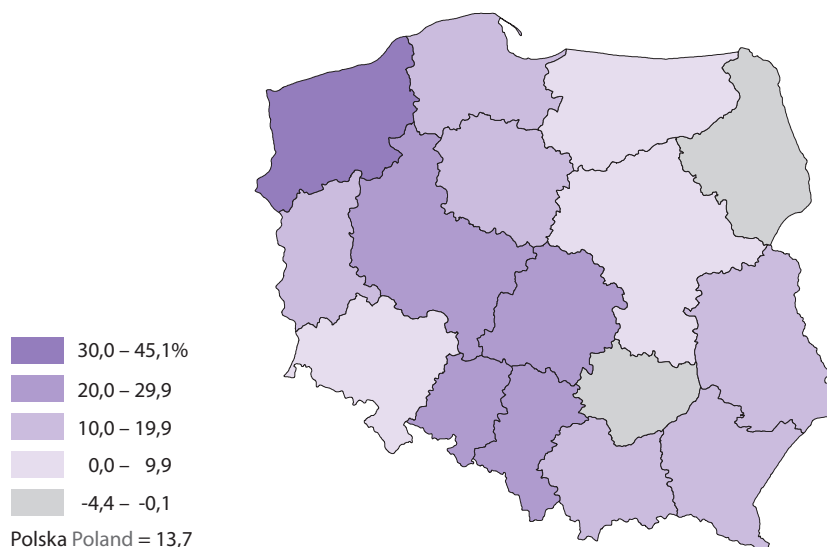 30,0 – 45,1%
20,0 – 29,9
10,0 – 19,9
0,0 – 9,9
-4,4 – -0,1
Polska Poland = 13,7